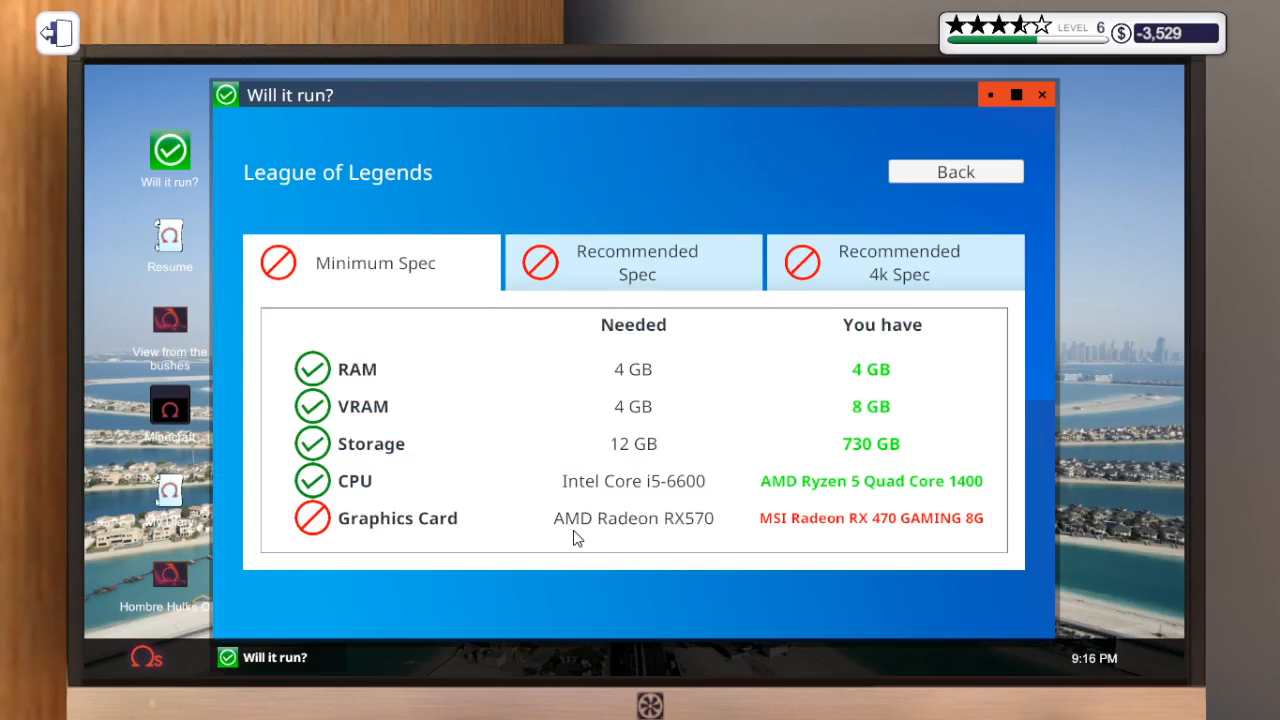 LEVEL 6
$ -3,529
Will it run?
Will it run?
Resume
View from the
bushes
Minecraft
My Diary
Hombre Hulks O
League of Legends
Back
Minimum Spec
Recommended
Spec
Recommended
4k Spec
Needed
You have
RAM
4 GB
4 GB
VRAM
4 GB
8 GB
Storage
12 GB
730 GB
CPU
Intel Core i5-6600
AMD Ryzen 5 Quad Core 1400
Graphics Card
AMD Radeon RX570
MSI Radeon RX 470 GAMING 8G
Ωs
Will it run?
9:16 PM